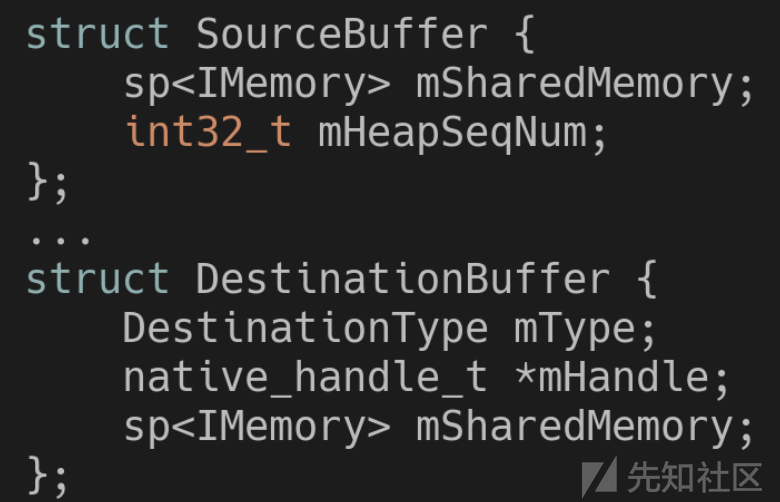 struct SourceBuffer {
    sp<IMemory> mSharedMemory;
    int32_t mHeapSeqNum;
};
...
struct DestinationBuffer {
    DestinationType mType;
    native_handle_t *mHandle;
    sp<IMemory> mSharedMemory;
};
先知社区